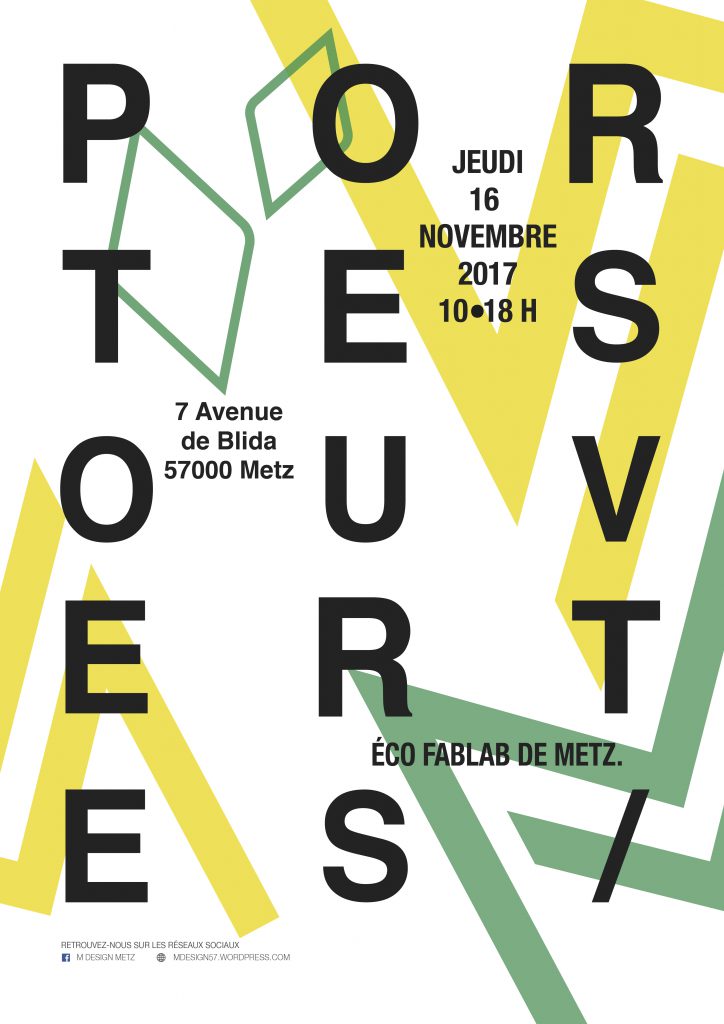 P O R
JEUDI
16
NOVEMBRE
2017
10•18 H
T E S
7 Avenue
de Blida
57000 Metz
O U V
E R T
ÉCO FABLAB DE METZ.
E S /
RETROUVEZ-NOUS SUR LES RÉSEAUX SOCIAUX
M DESIGN METZ MDESIGN57.WORDPRESS.COM